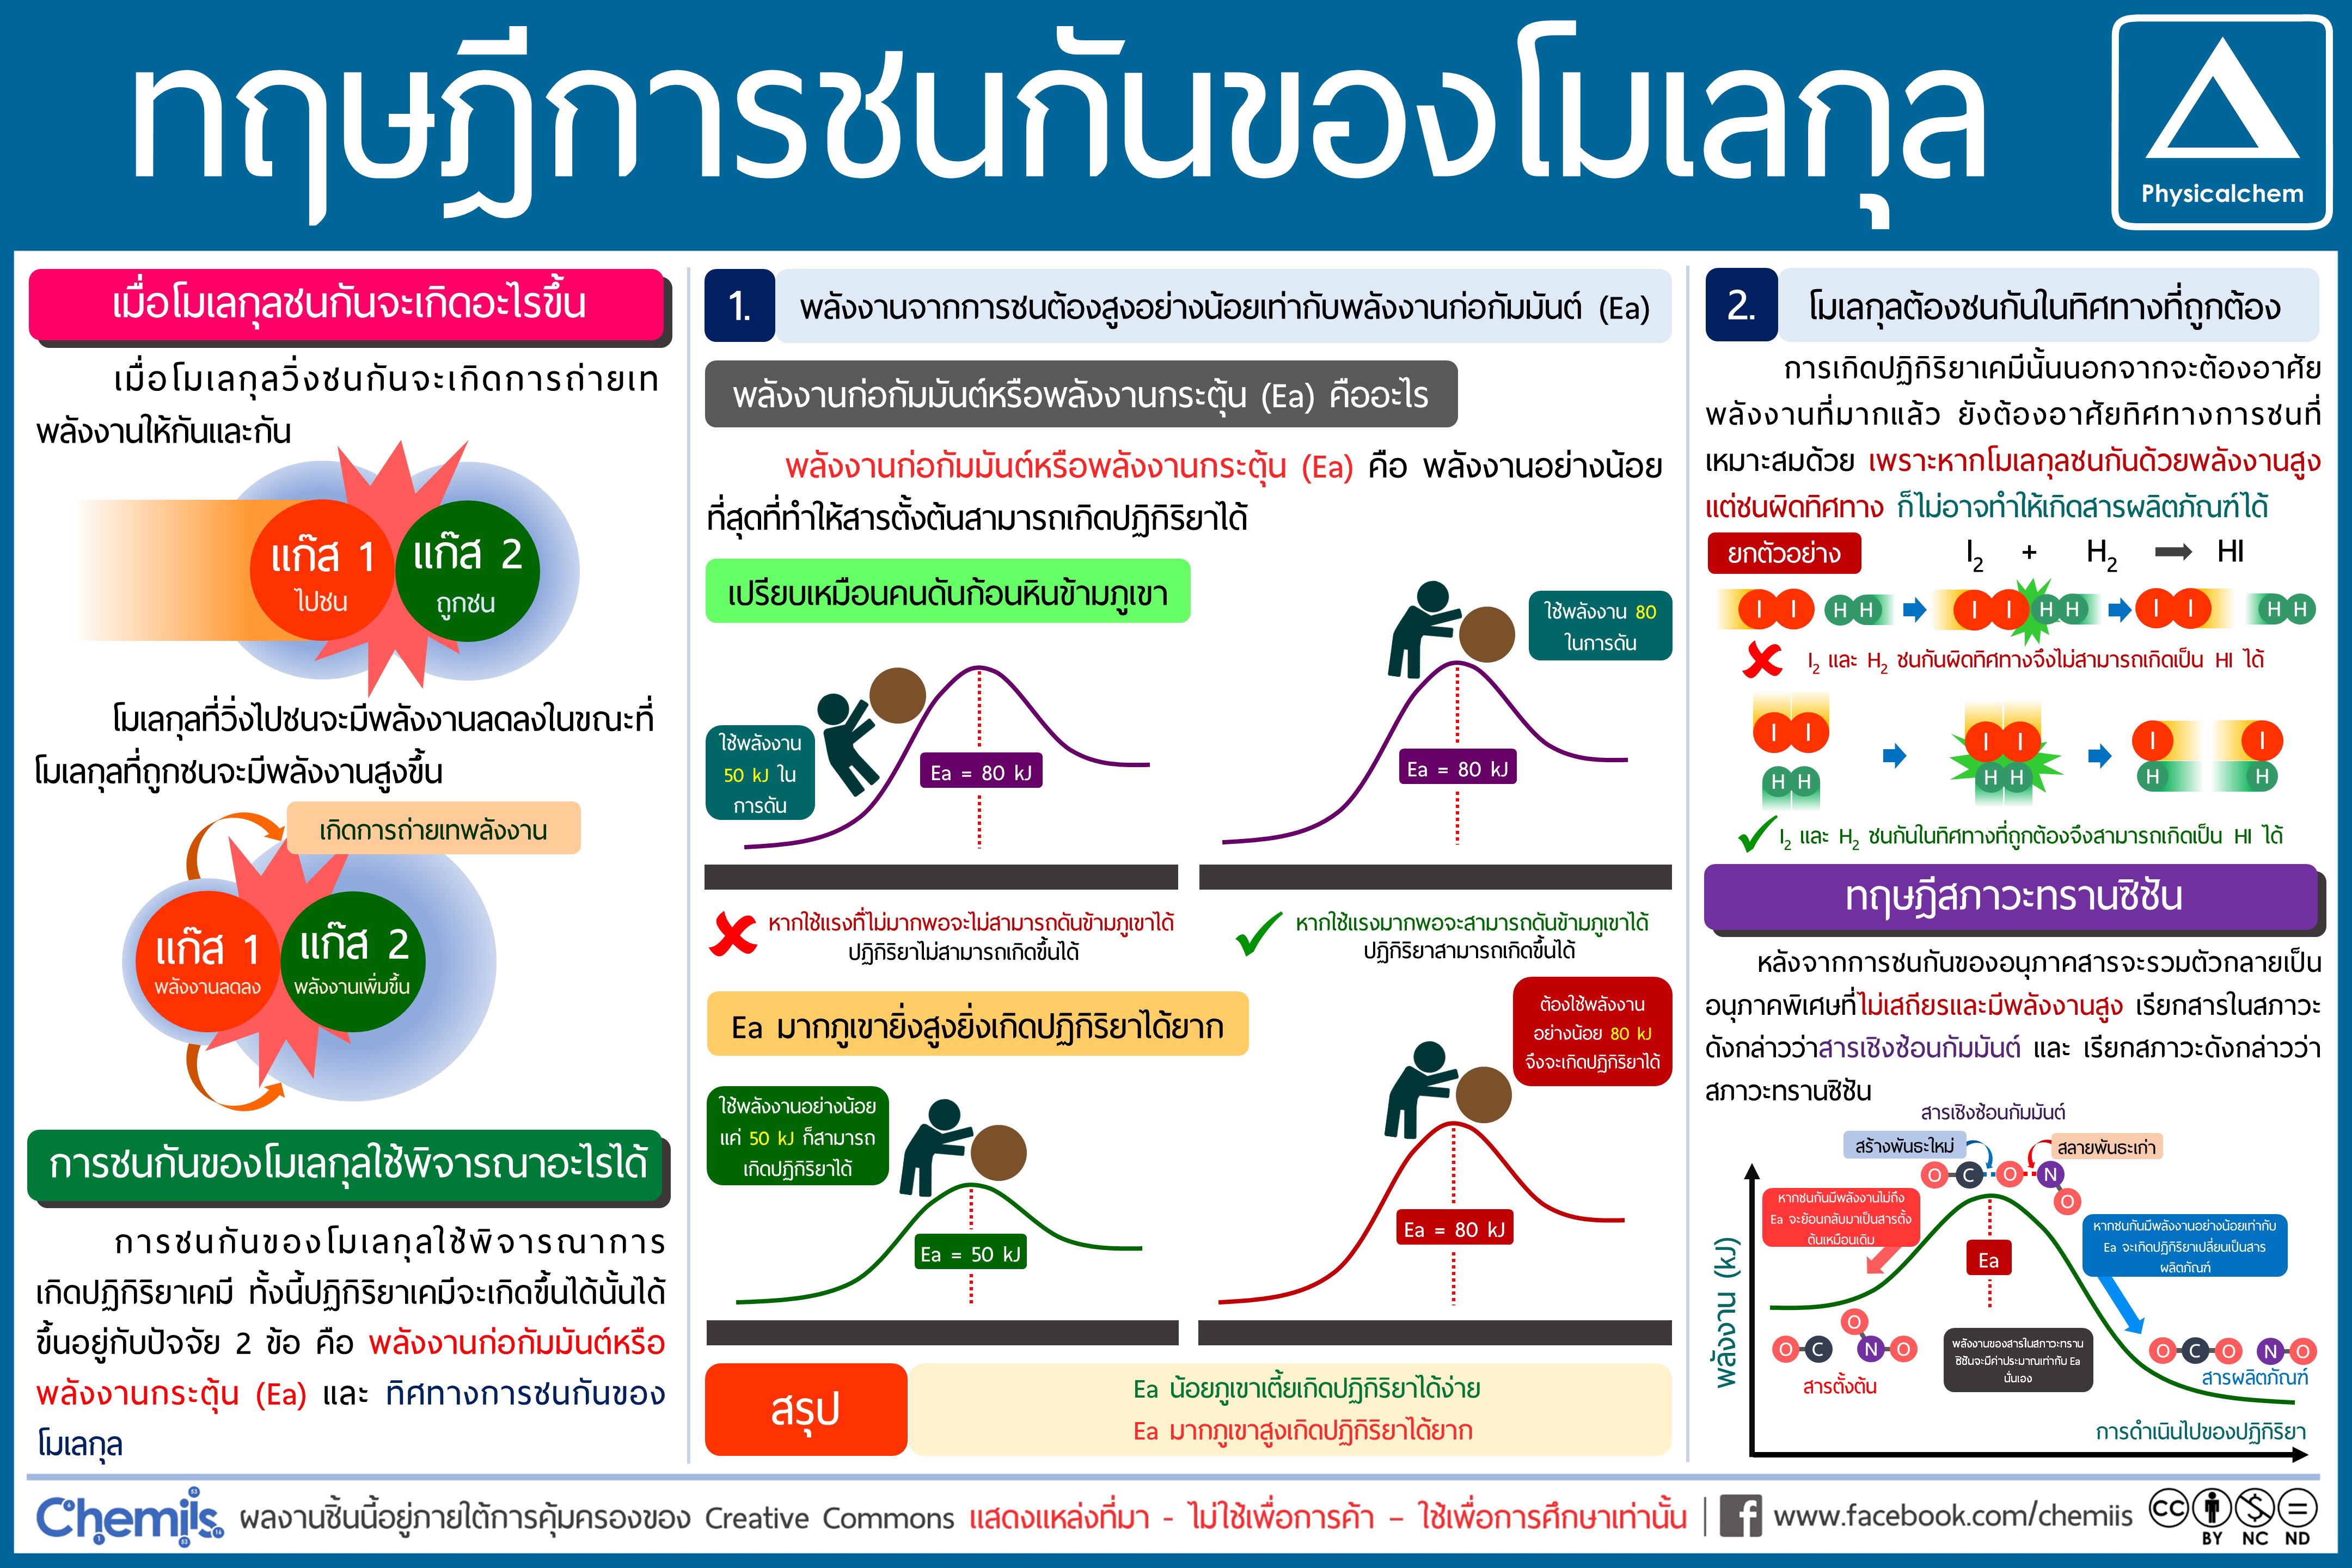 ทฤษฎีการชนกันของโมเลกุล
Physicalchem
เมื่อโมเลกุลชนกันจะเกิดอะไรขึ้น
เมื่อโมเลกุลวิ่งชนกันจะเกิดการถ่ายเท
พลังงานให้กันและกัน
แก๊ส 1
ไปชน
แก๊ส 2
ถูกชน
โมเลกุลที่วิ่งไปชนจะมีพลังงานลดลงในขณะที่
โมเลกุลที่ถูกชนจะมีพลังงานสูงขึ้น
เกิดการถ่ายเทพลังงาน
แก๊ส 1
พลังงานลดลง
แก๊ส 2
พลังงานเพิ่มขึ้น
การชนกันของโมเลกุลใช้พิจารณาอะไรได้
การชนกันของโมเลกุลใช้พิจารณาการ
เกิดปฏิกิริยาเคมี ทั้งนี้ปฏิกิริยาเคมีจะเกิดขึ้นได้นั้นได้
ขึ้นอยู่กับปัจจัย 2 ข้อ คือ พลังงานก่อกัมมันต์หรือ
พลังงานกระตุ้น (Ea) และ ทิศทางการชนกันของ
โมเลกุล
1. พลังงานจากการชนต้องสูงอย่างน้อยเท่ากับพลังงานก่อกัมมันต์ (Ea)
พลังงานก่อกัมมันต์หรือพลังงานกระตุ้น (Ea) คืออะไร
พลังงานก่อกัมมันต์หรือพลังงานกระตุ้น (Ea) คือ พลังงานอย่างน้อย
ที่สุดที่ทำให้สารตั้งต้นสามารถเกิดปฏิกิริยาได้
เปรียบเหมือนคนดันก้อนหินข้ามภูเขา
ใช้พลังงาน
50 kJ ใน
การดัน
Ea = 80 kJ
ใช้พลังงาน 80
ในการดัน
Ea = 80 kJ
หากใช้แรงที่ไม่มากพอจะไม่สามารถดันข้ามภูเขาได้
ปฏิกิริยาไม่สามารถเกิดขึ้นได้
หากใช้แรงมากพอจะสามารถดันข้ามภูเขาได้
ปฏิกิริยาสามารถเกิดขึ้นได้
Ea มากภูเขายิ่งสูงยิ่งเกิดปฏิกิริยาได้ยาก
ใช้พลังงานอย่างน้อย
แค่ 50 kJ ก็สามารถ
เกิดปฏิกิริยาได้
Ea = 50 kJ
ต้องใช้พลังงาน
อย่างน้อย 80 kJ
จึงจะเกิดปฏิกิริยาได้
Ea = 80 kJ
สรุป
Ea น้อยภูเขาเตี้ยเกิดปฏิกิริยาได้ง่าย
Ea มากภูเขาสูงเกิดปฏิกิริยาได้ยาก
2. โมเลกุลต้องชนกันในทิศทางที่ถูกต้อง
การเกิดปฏิกิริยาเคมีนั้นนอกจากจะต้องอาศัย
พลังงานที่มากแล้ว ยังต้องอาศัยทิศทางการชนที่
เหมาะสมด้วย เพราะหากโมเลกุลชนกันด้วยพลังงานสูง
แต่ชนผิดทิศทาง ก็ไม่อาจทำให้เกิดสารผลิตภัณฑ์ได้
ยกตัวอย่าง
I₂ + H₂ HI
I I H H I I H H I I H H
I₂ และ H₂ ชนกันผิดทิศทางจึงไม่สามารถเกิดเป็น HI ได้
I I I I I I
H H H H H H
I₂ และ H₂ ชนกันในทิศทางที่ถูกต้องจึงสามารถเกิดเป็น HI ได้
ทฤษฎีสภาวะทรานซิชัน
หลังจากการชนกันของอนุภาคสารจะรวมตัวกลายเป็น
อนุภาคพิเศษที่ไม่เสถียรและมีพลังงานสูง เรียกสารในสภาวะ
ดังกล่าวว่าสารเชิงซ้อนกัมมันต์ และ เรียกสภาวะดังกล่าวว่า
สภาวะทรานซิชัน
สารเชิงซ้อนกัมมันต์
สร้างพันธะใหม่
สลายพันธะเก่า
O C O N
O
หากชนกันมีพลังงานไม่ถึง
Ea จะย้อนกลับมาเป็นสารตั้ง
ต้นเหมือนเดิม
หากชนกันมีพลังงานอย่างน้อยเท่ากับ
Ea จะเกิดปฏิกิริยาเปลี่ยนเป็นสาร
ผลิตภัณฑ์
Ea
พลังงาน (kJ)
O
O C N O
สารตั้งต้น
พลังงานของสารในสภาวะทราน
ซิชันจะมีค่าประมาณเท่ากับ Ea
นั่นเอง
O C O N O
สารผลิตภัณฑ์
การดำเนินไปของปฏิกิริยา
Chemiis ผลงานชิ้นนี้อยู่ภายใต้การคุ้มครองของ Creative Commons แสดงแหล่งที่มา - ไม่ใช้เพื่อการค้า – ใช้เพื่อการศึกษาเท่านั้น | f www.facebook.com/chemiis cc
BY NC ND